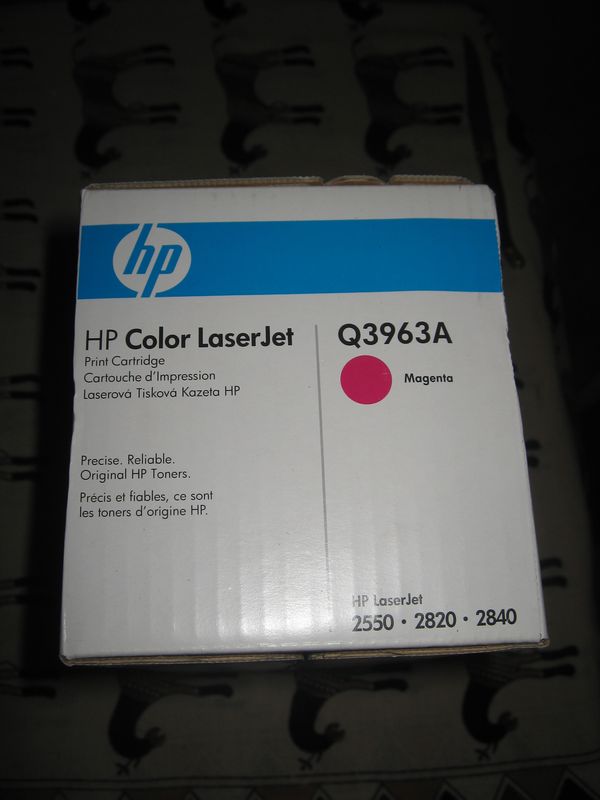 hp
HP Color LaserJet
Print Cartridge
Cartouche d'Impression
Laserová Tisková Kazeta HP
Precise. Reliable.
Original HP Toners.
Précis et fiables, ce sont
les toners d'origine HP.
Q3963A
Magenta
HP LaserJet
2550 · 2820 · 2840